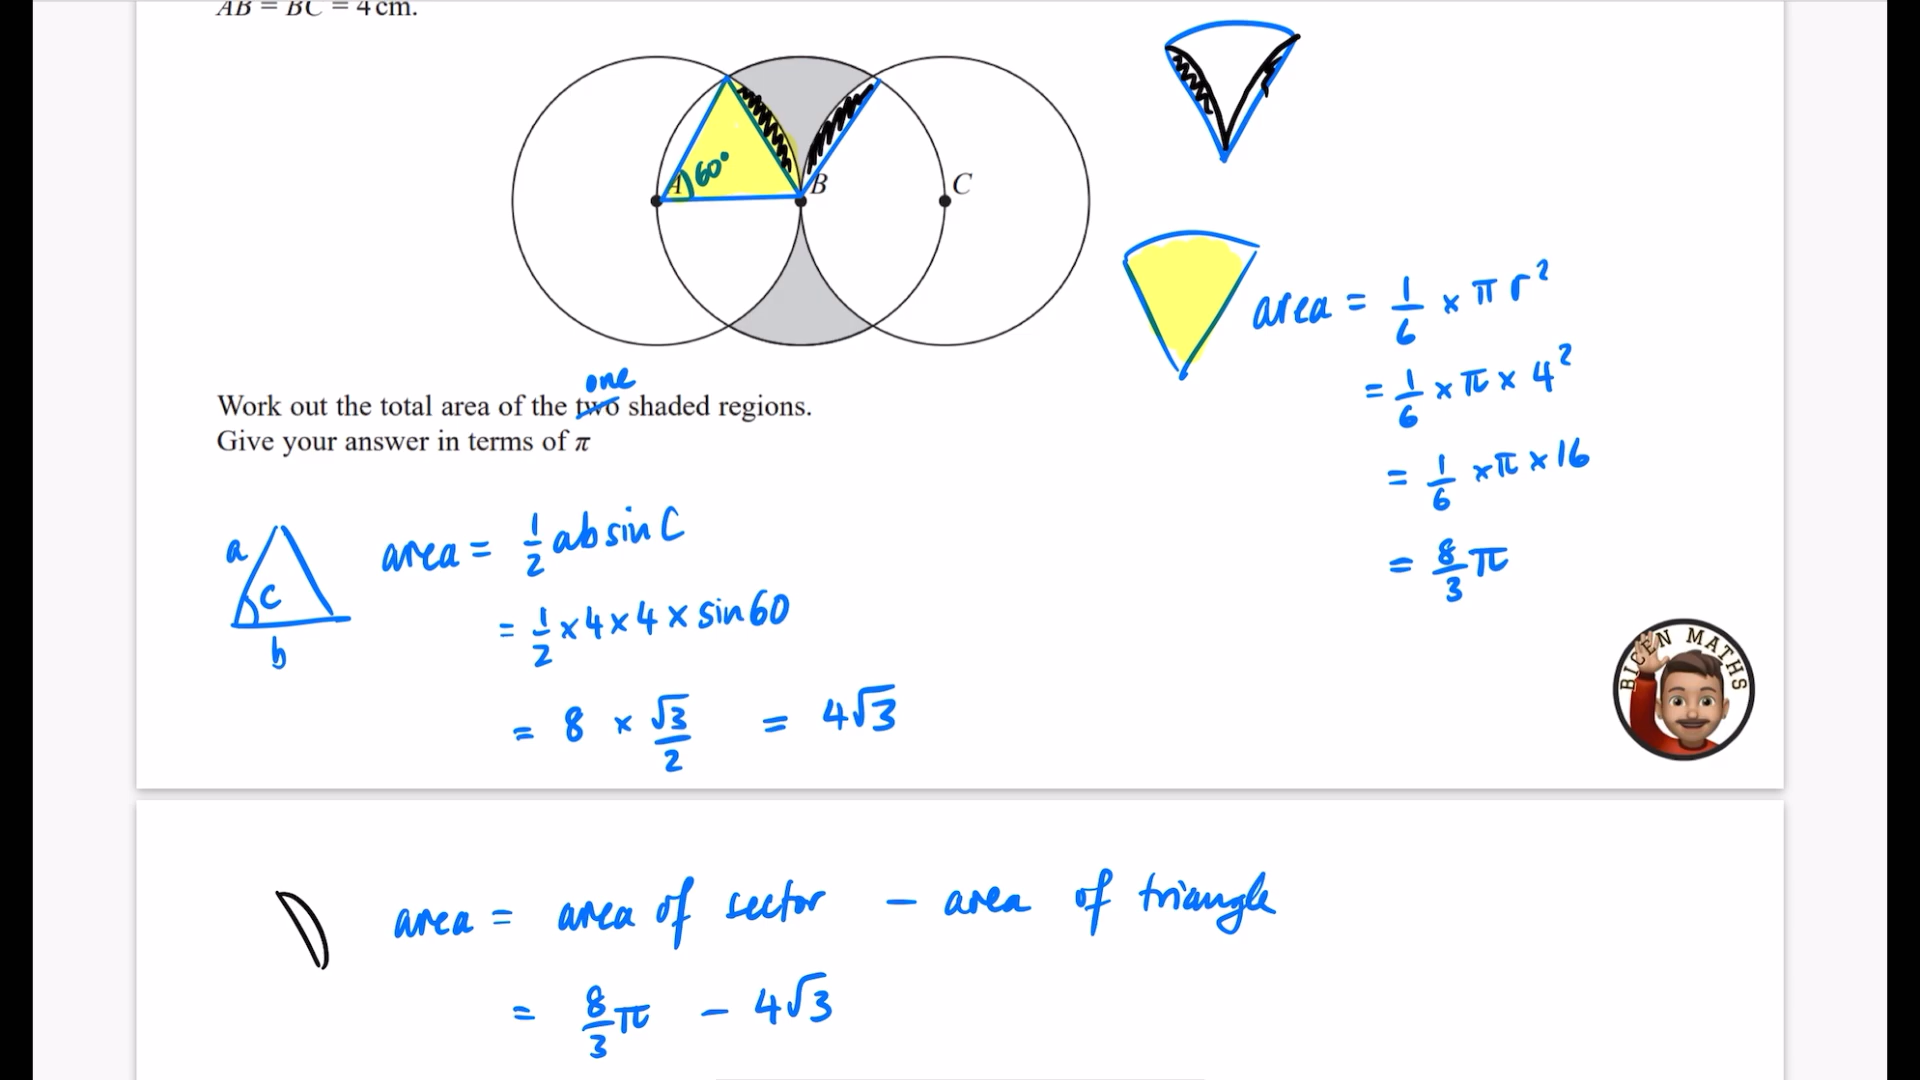 AB = BC = 4 cm.
A
60°
B
C
area = 1/6 × π r²
= 1/6 × π × 4²
= 1/6 × π × 16
= 8/3 π
one
Work out the total area of the two shaded regions.
Give your answer in terms of π
a
C
b
area = 1/2 ab sin C
= 1/2 × 4 × 4 × sin 60
= 8 × √3/2 = 4√3
BICEN MATHS
area = area of sector − area of triangle
= 8/3 π − 4√3